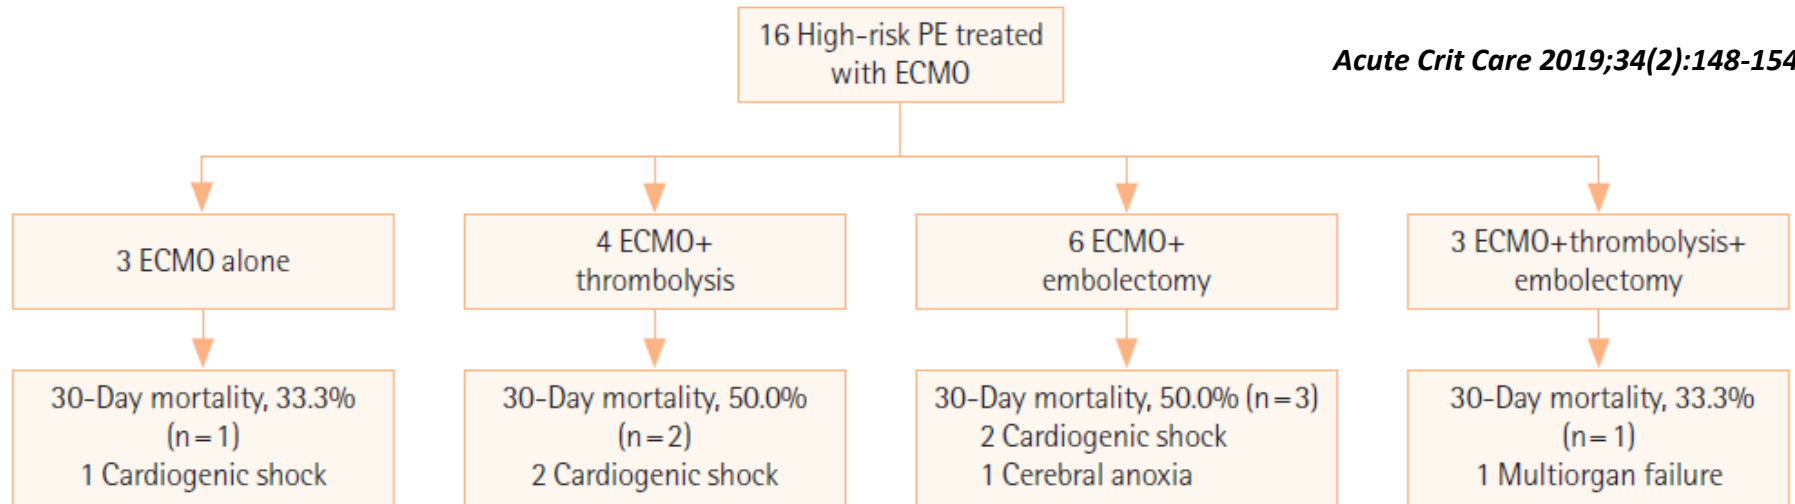 16 High-risk PE treated
with ECMO
Acute Crit Care 2019;34(2):148-154
3 ECMO alone
4 ECMO+
thrombolysis
6 ECMO+
embolectomy
3 ECMO+thrombolysis+
embolectomy
30-Day mortality, 33.3%
(n=1)
1 Cardiogenic shock
30-Day mortality, 50.0%
(n=2)
2 Cardiogenic shock
30-Day mortality, 50.0% (n=3)
2 Cardiogenic shock
1 Cerebral anoxia
30-Day mortality, 33.3%
(n=1)
1 Multiorgan failure